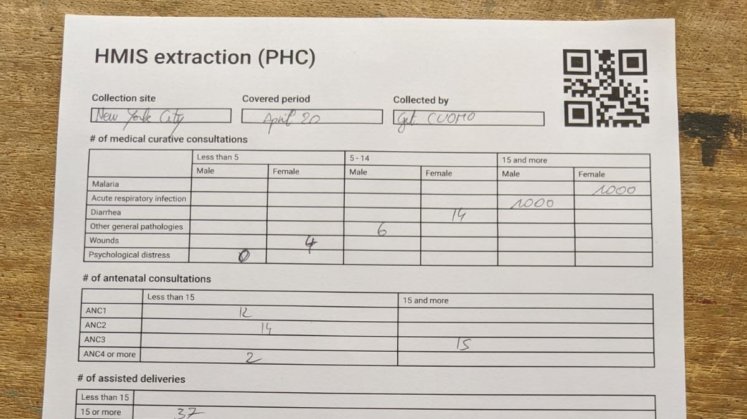 HMIS extraction (PHC)
Collection site Covered period Collected by
New York City April 20 Gvt CUOMO
# of medical curative consultations
Less than 5 5 - 14 15 and more
Male Female Male Female Male Female
Malaria 1000
Acute respiratory infection 1000
Diarrhea 14
Other general pathologies 6
Wounds 4
Psychological distress 0
# of antenatal consultations
Less than 15 15 and more
ANC1 12
ANC2 14
ANC3 15
ANC4 or more 2
# of assisted deliveries
Less than 15
15 or more 37